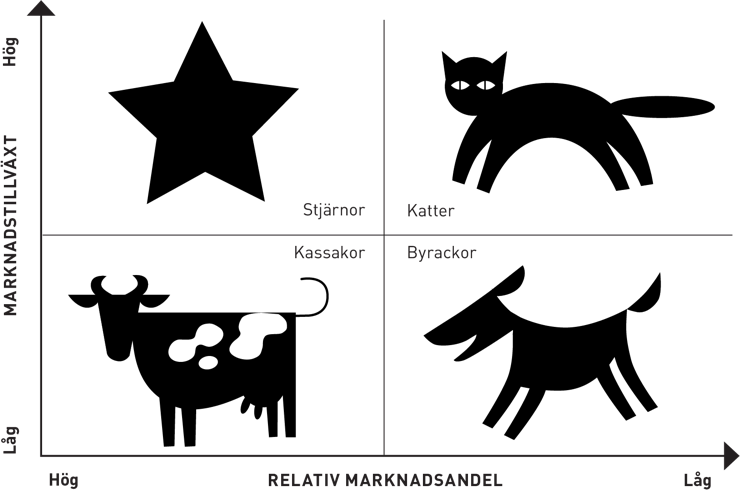 Hög
MARKNADSTILLVÄXT
Låg
Stjärnor
Katter
Kassakor
Byrackor
Hög
RELATIV MARKNADSANDEL
Låg